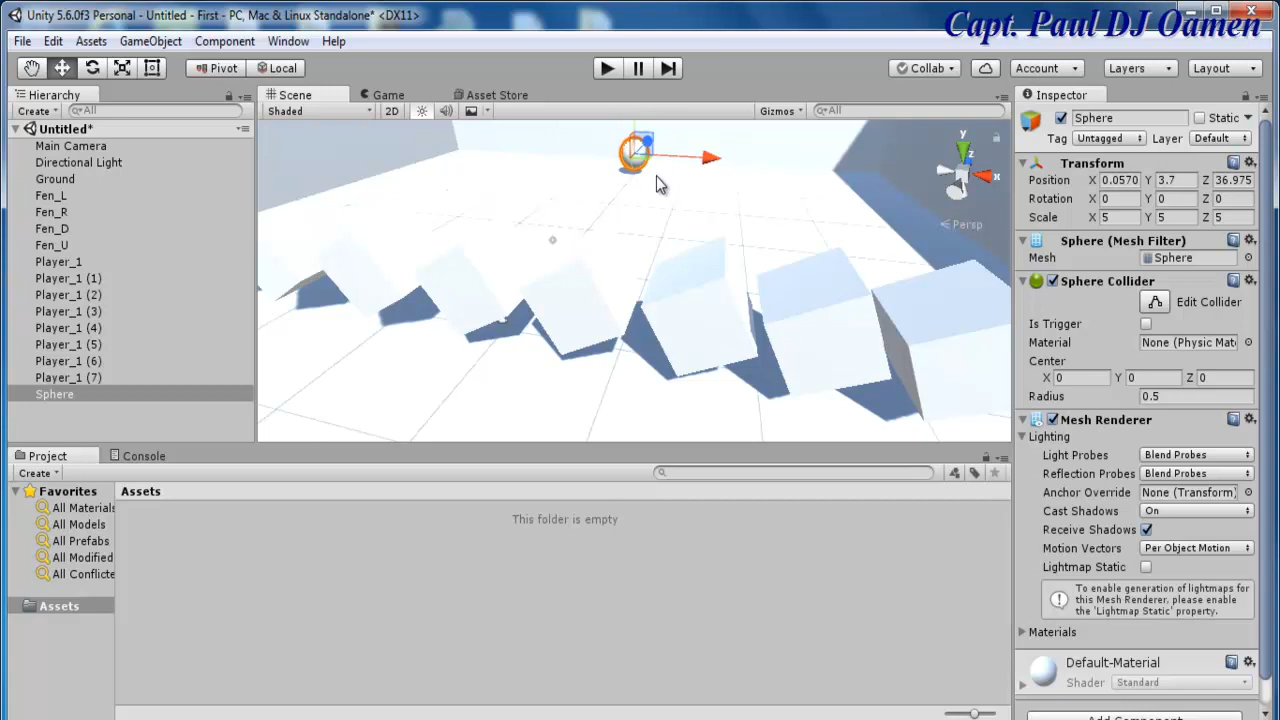 Unity 5.6.0f3 Personal - Untitled - First - PC, Mac & Linux Standalone* <DX11>
Capt. Paul DJ Oamen
File Edit Assets GameObject Component Window Help
Pivot Local Collab Account Layers Layout
Hierarchy
Create All
Untitled*
Main Camera
Directional Light
Ground
Fen_L
Fen_R
Fen_D
Fen_U
Player_1
Player_1 (1)
Player_1 (2)
Player_1 (3)
Player_1 (4)
Player_1 (5)
Player_1 (6)
Player_1 (7)
Sphere
Scene Game Asset Store
Shaded 2D Gizmos All
y
z
x
Persp
Inspector
Sphere Static
Tag Untagged Layer Default
Transform
Position X 0.0570 Y 3.7 Z 36.975
Rotation X 0 Y 0 Z 0
Scale X 5 Y 5 Z 5
Sphere (Mesh Filter)
Mesh Sphere
Sphere Collider
Edit Collider
Is Trigger
Material None (Physic Mate
Center
X 0 Y 0 Z 0
Radius 0.5
Mesh Renderer
Lighting
Light Probes Blend Probes
Reflection Probes Blend Probes
Anchor Override None (Transform)
Cast Shadows On
Receive Shadows
Motion Vectors Per Object Motion
Lightmap Static
To enable generation of lightmaps for
this Mesh Renderer, please enable
the 'Lightmap Static' property.
Materials
Default-Material
Shader Standard
Add Component
Project Console
Create
Favorites
All Materials
All Models
All Prefabs
All Modified
All Conflicte
Assets
Assets
This folder is empty